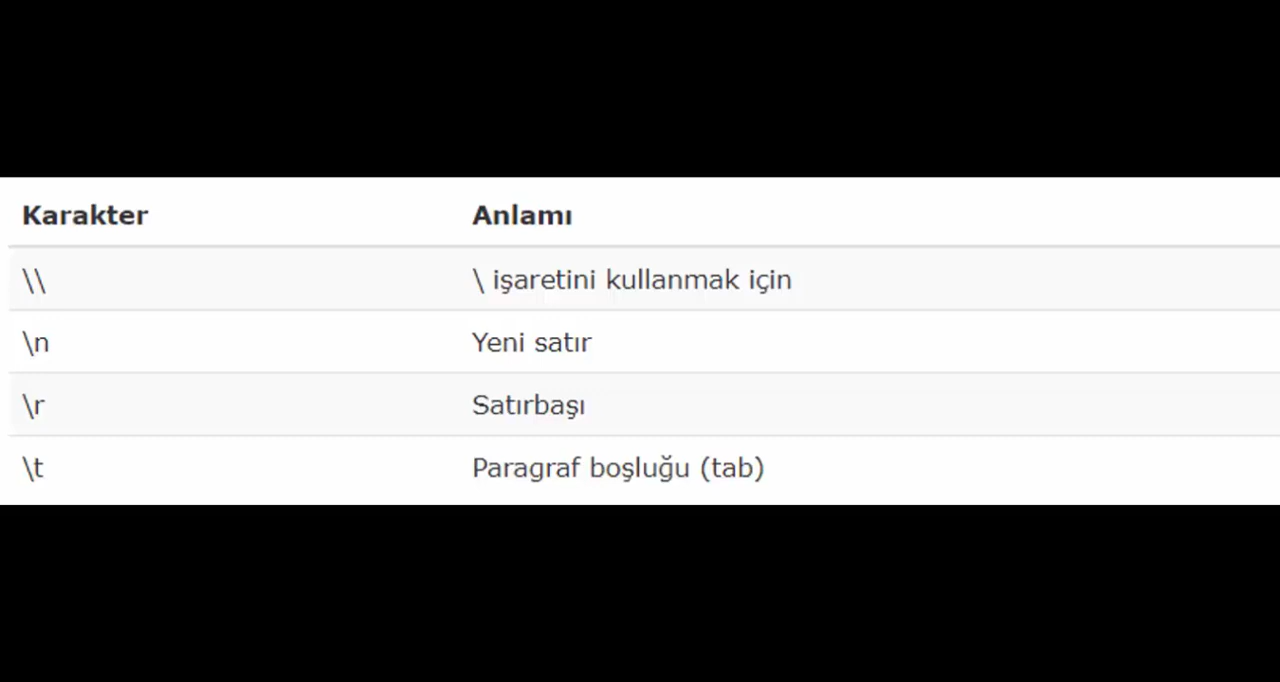 Karakter Anlamı
\\ \ işaretini kullanmak için
\n Yeni satır
\r Satırbaşı
\t Paragraf boşluğu (tab)